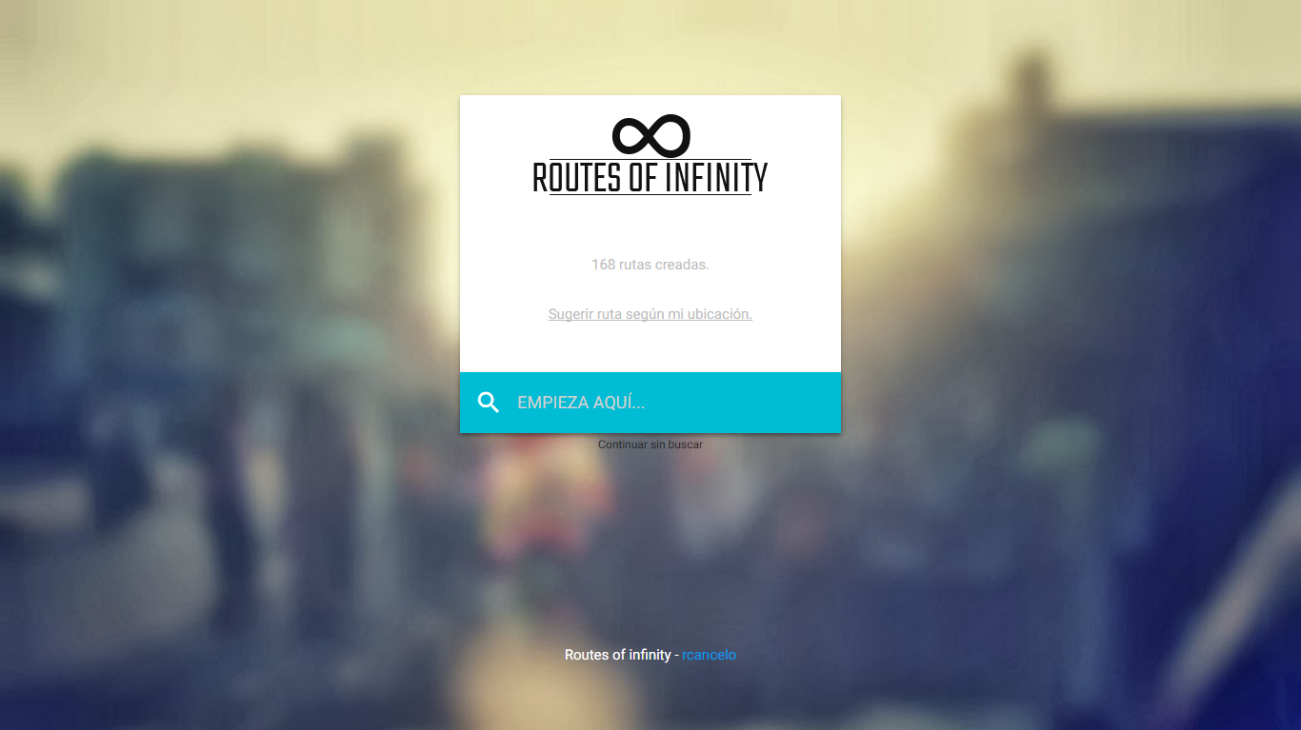 ROUTES OF INFINITY
168 rutas creadas.
Sugerir ruta según mi ubicación.
EMPIEZA AQUÍ...
Continuar sin buscar
Routes of infinity - rcancelo